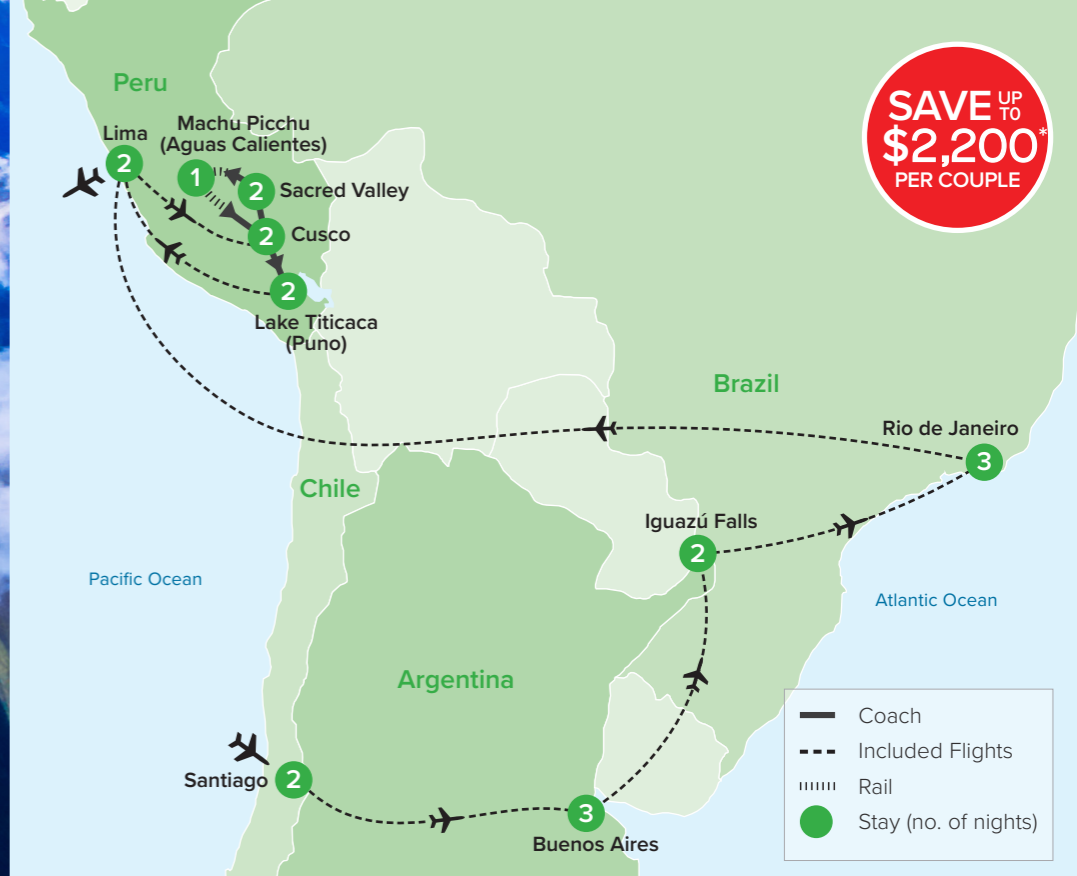 SAVE UP TO
$2,200*
PER COUPLE
Peru
Lima
2
Machu Picchu
(Aguas Calientes)
1
2
Sacred Valley
2
Cusco
2
Lake Titicaca
(Puno)
Brazil
Rio de Janeiro
3
Chile
Iguazú Falls
2
Pacific Ocean
Atlantic Ocean
Argentina
Santiago
2
3
Buenos Aires
Coach
Included Flights
Rail
Stay (no. of nights)